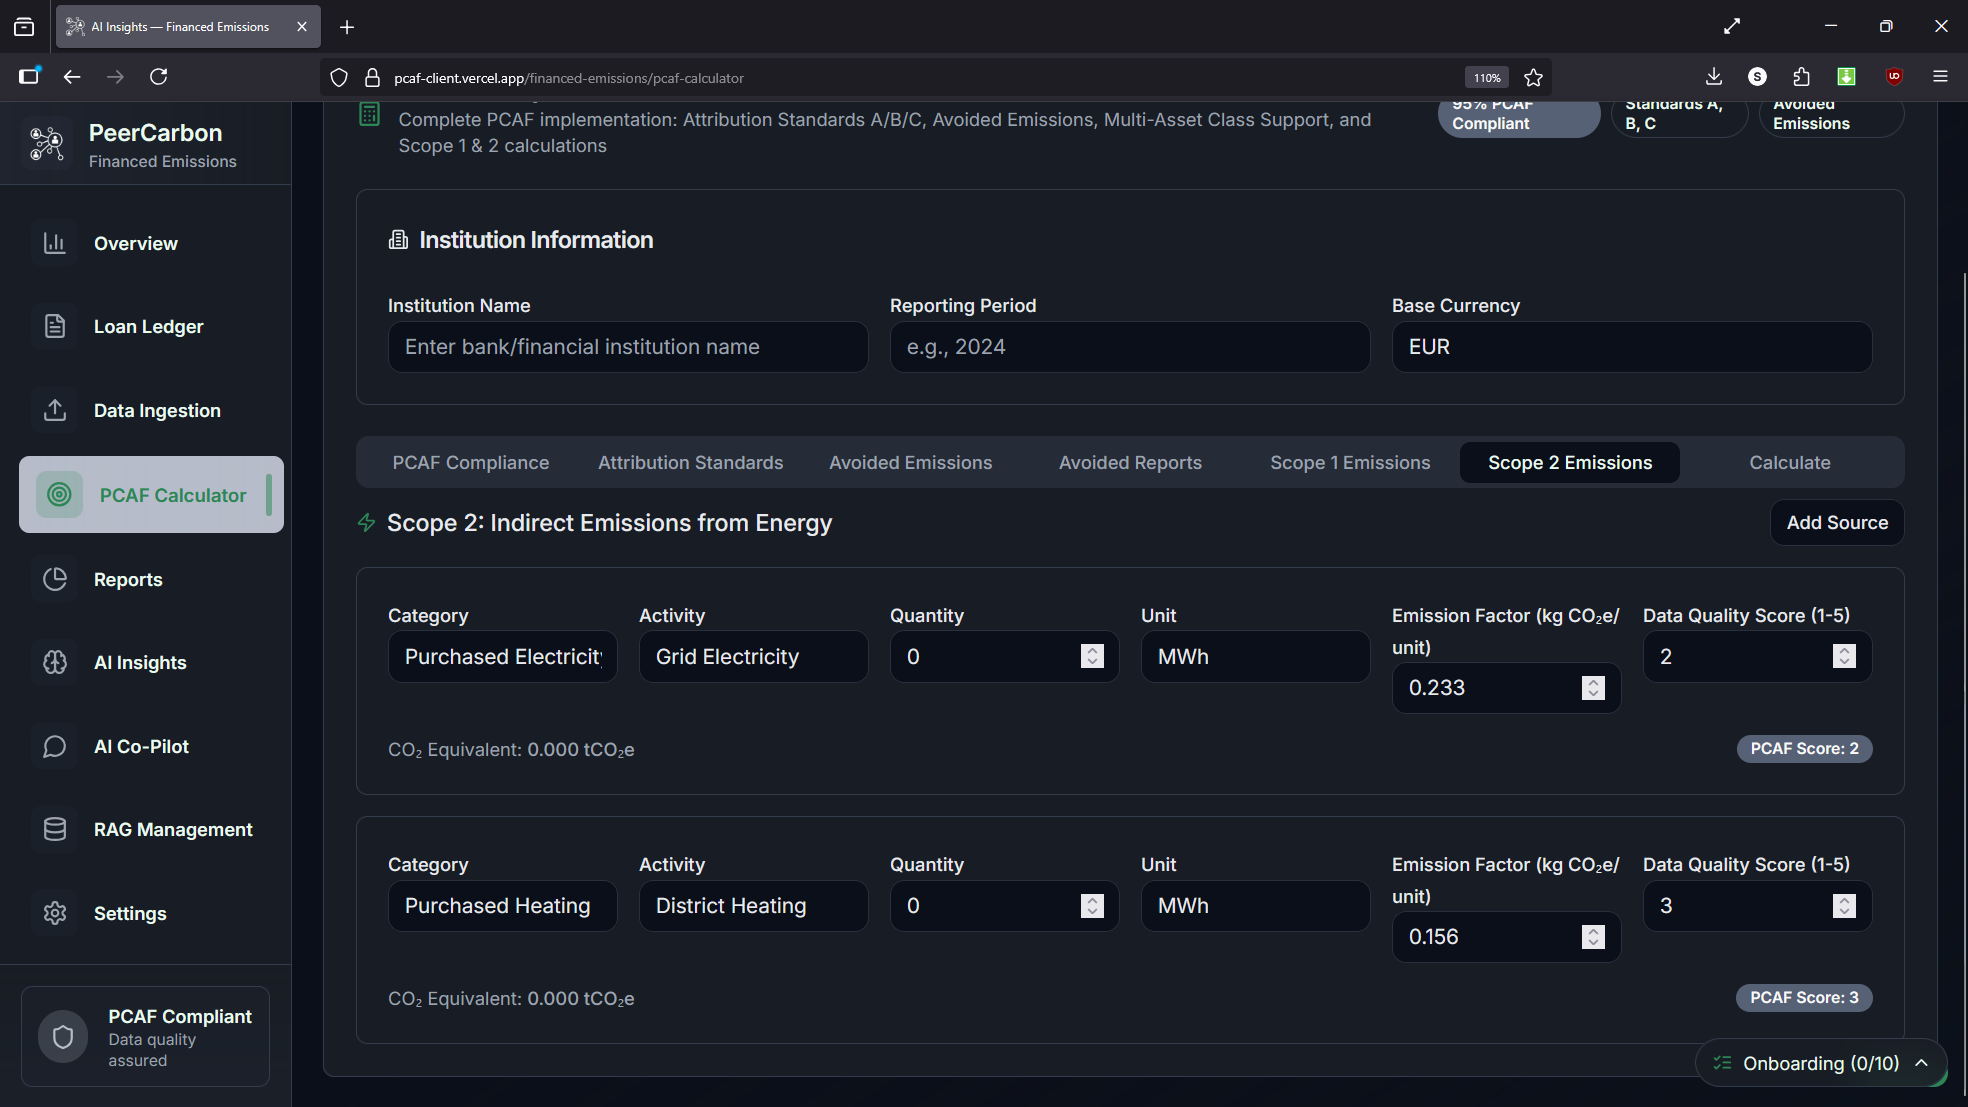 AI Insights — Financed Emissions
pcaf-client.vercel.app/financed-emissions/pcaf-calculator
110%
S
PeerCarbon
Financed Emissions
Overview
Loan Ledger
Data Ingestion
PCAF Calculator
Reports
AI Insights
AI Co-Pilot
RAG Management
Settings
PCAF Compliant
Data quality
assured
Complete PCAF implementation: Attribution Standards A/B/C, Avoided Emissions, Multi-Asset Class Support, and
Scope 1 & 2 calculations
95% PCAF
Compliant
Standards A,
B, C
Avoided
Emissions
Institution Information
Institution Name
Reporting Period
Base Currency
Enter bank/financial institution name
e.g., 2024
EUR
PCAF Compliance
Attribution Standards
Avoided Emissions
Avoided Reports
Scope 1 Emissions
Scope 2 Emissions
Calculate
Scope 2: Indirect Emissions from Energy
Add Source
Category
Activity
Quantity
Unit
Emission Factor (kg CO₂e/
unit)
Data Quality Score (1-5)
Purchased Electricit
Grid Electricity
0
MWh
0.233
2
CO₂ Equivalent: 0.000 tCO₂e
PCAF Score: 2
Category
Activity
Quantity
Unit
Emission Factor (kg CO₂e/
unit)
Data Quality Score (1-5)
Purchased Heating
District Heating
0
MWh
0.156
3
CO₂ Equivalent: 0.000 tCO₂e
PCAF Score: 3
Onboarding (0/10)